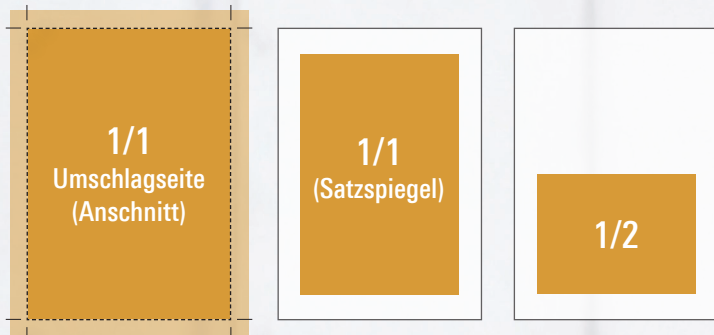 1/1
Umschlagseite
(Anschnitt)
1/1
(Satzspiegel)
1/2